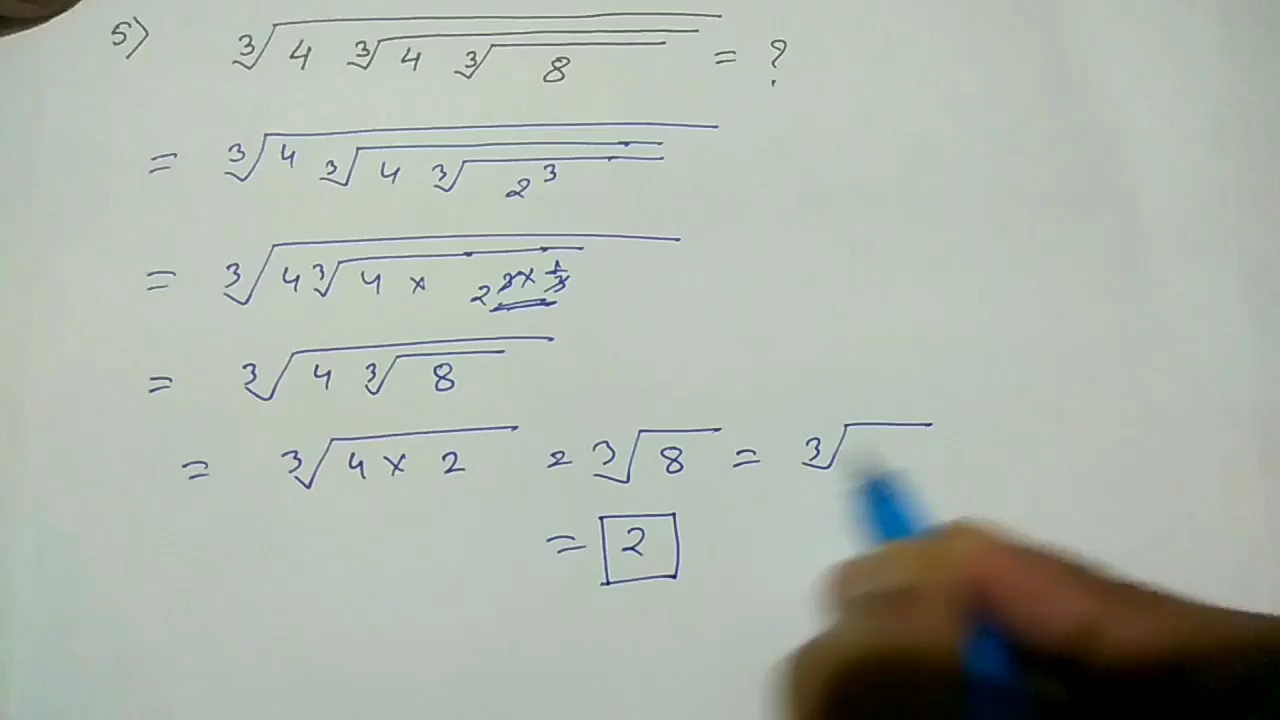 5) ∛(4 ∛(4 ∛8)) = ?
= ∛(4 ∛(4 ∛(2³)))
= ∛(4 ∛(4 × 2^(3 × 1/3)))
= ∛(4 ∛8)
= ∛(4 × 2) = ∛8 = ∛
= 2